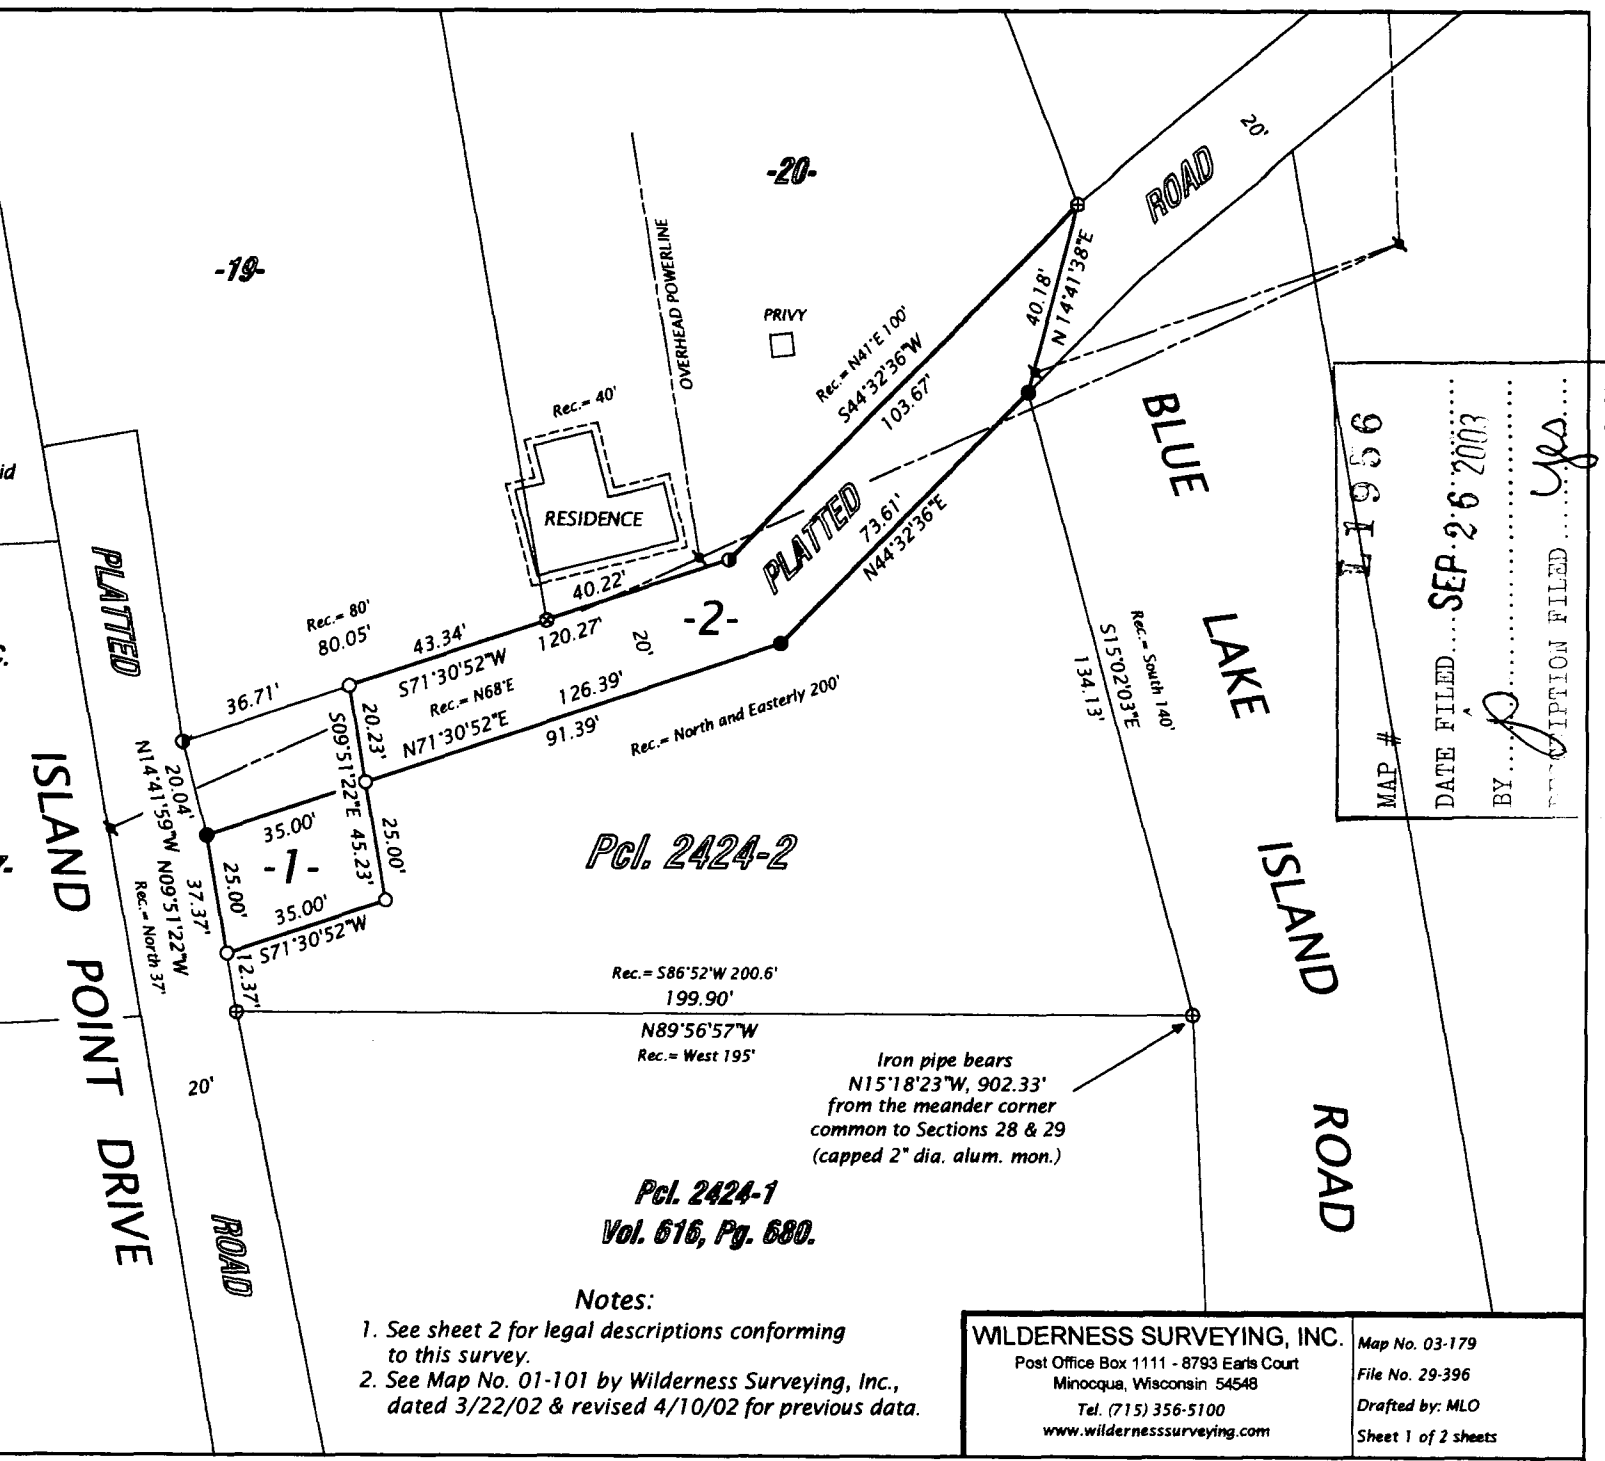 -19-
-20-
20'
ROAD
OVERHEAD POWERLINE
PRIVY
40.18'
N 14°41'38"E
Rec.= N41°E 100'
S44°32'36"W
103.67'
Rec.= 40'
RESIDENCE
id
PLATTED
PLATTED
73.61'
N44°32'36"E
40.22'
-2-
120.27'
20'
Rec.= 80'
80.05'
43.34'
S71°30'52"W
Rec.= N68°E
36.71'
126.39'
N71°30'52"E
91.39'
Rec.= North and Easterly 200'
20.23'
S09°51'22"E 45.23'
25.00'
20.04'
N14°41'59"W
37.37'
N09°51'22"W
Rec.= North 37'
35.00'
-1-
25.00'
35.00'
S71°30'52"W
12.37'
Pcl. 2424-2
Rec.= South 140'
S15°02'03"E
134.13'
BLUE
LAKE
ISLAND
ROAD
ISLAND
POINT
DRIVE
20'
ROAD
Rec.= S86°52'W 200.6'
199.90'
N89°56'57"W
Rec.= West 195'
Iron pipe bears
N15°18'23"W, 902.33'
from the meander corner
common to Sections 28 & 29
(capped 2" dia. alum. mon.)
Pcl. 2424-1
Vol. 616, Pg. 680.
MAP #
DATE FILED... SEP 26 2003
BY
FILED.... yes
Notes:
1. See sheet 2 for legal descriptions conforming
to this survey.
2. See Map No. 01-101 by Wilderness Surveying, Inc.,
dated 3/22/02 & revised 4/10/02 for previous data.
WILDERNESS SURVEYING, INC.
Post Office Box 1111 - 8793 Earls Court
Minocqua, Wisconsin 54548
Tel. (715) 356-5100
www.wildernesssurveying.com
Map No. 03-179
File No. 29-396
Drafted by: MLO
Sheet 1 of 2 sheets